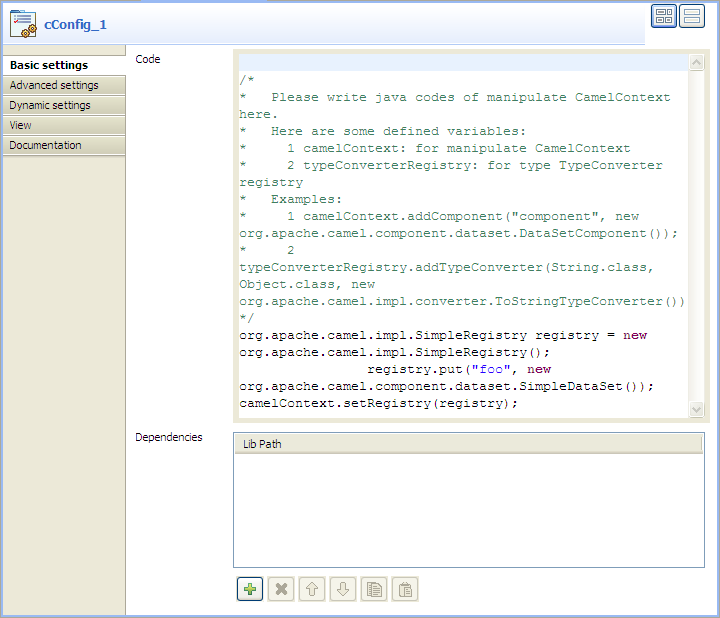 cConfig_1
Basic settings
Advanced settings
Dynamic settings
View
Documentation
Code
/*
*   Please write java codes of manipulate CamelContext
here.
*   Here are some defined variables:
*     1 camelContext: for manipulate CamelContext
*     2 typeConverterRegistry: for type TypeConverter
registry
*   Examples:
*     1 camelContext.addComponent("component", new
org.apache.camel.component.dataset.DataSetComponent());
*     2
typeConverterRegistry.addTypeConverter(String.class,
Object.class, new
org.apache.camel.impl.converter.ToStringTypeConverter())
*/
org.apache.camel.impl.SimpleRegistry registry = new
org.apache.camel.impl.SimpleRegistry();
registry.put("foo", new
org.apache.camel.component.dataset.SimpleDataSet());
camelContext.setRegistry(registry);
Dependencies
Lib Path